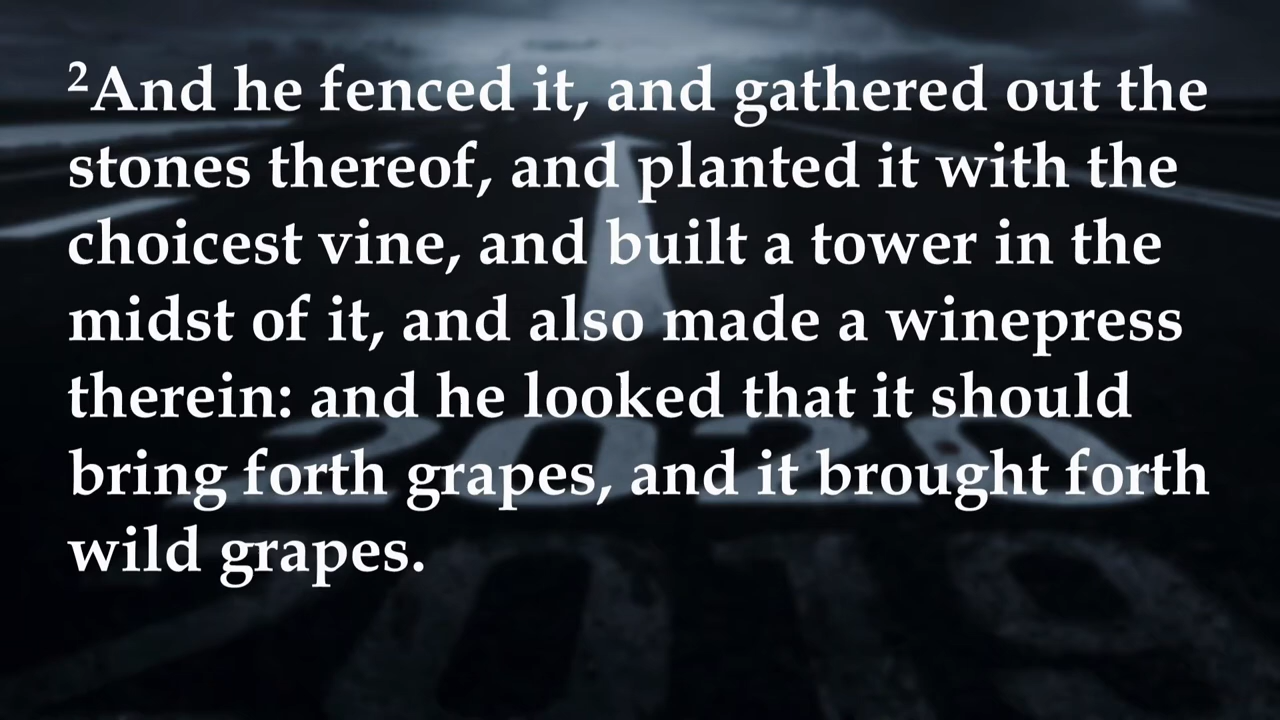 ²And he fenced it, and gathered out the
stones thereof, and planted it with the
choicest vine, and built a tower in the
midst of it, and also made a winepress
therein: and he looked that it should
bring forth grapes, and it brought forth
wild grapes.
2020
2019